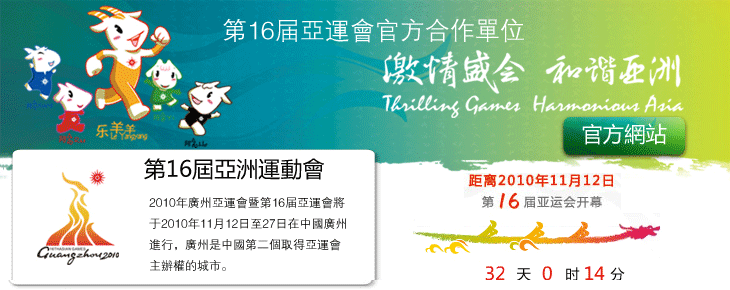 第16届亞運會官方合作單位
激情盛会 和谐亚洲
Thrilling Games Harmonious Asia
官方網站
乐羊羊
Le Yangyang
第16屆亞洲運動會
2010年廣州亞運會暨第16屆亞運會將
于2010年11月12日至27日在中國廣州
進行，廣州是中國第二個取得亞運會
主辦權的城市。
Guangzhou 2010
距离2010年11月12日
第16届亚运会开幕
32 天 0 时 14 分